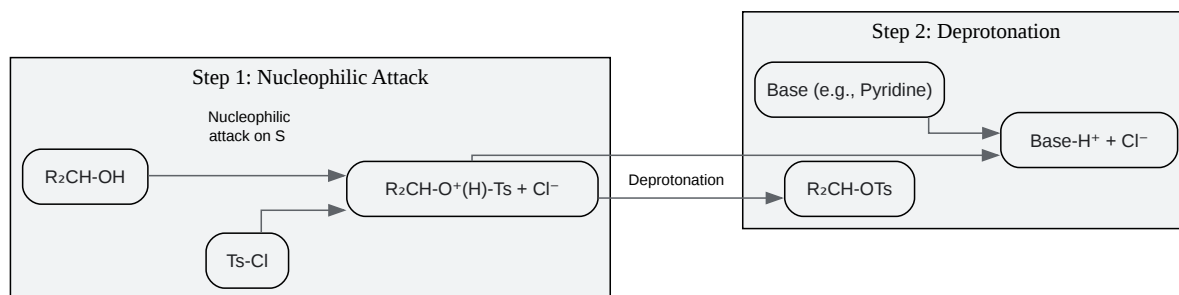 Step 1: Nucleophilic Attack
Nucleophilic
attack on S
R₂CH-OH
R₂CH-O⁺(H)-Ts + Cl⁻
Ts-Cl
Deprotonation
Step 2: Deprotonation
Base (e.g., Pyridine)
Base-H⁺ + Cl⁻
R₂CH-OTs